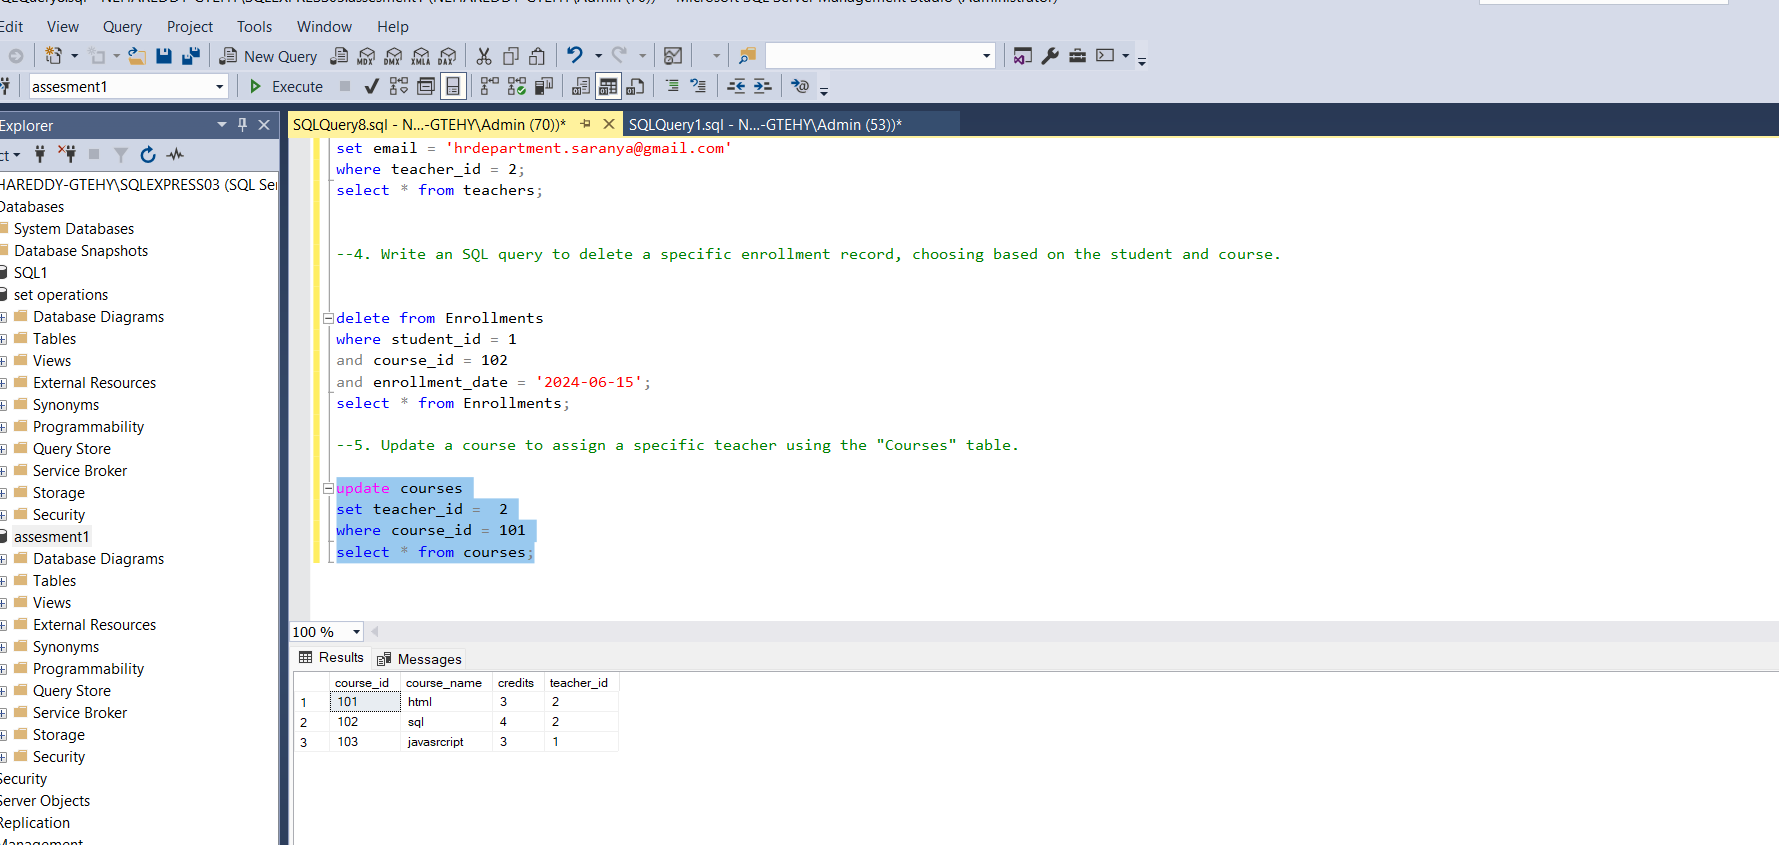 Edit View Query Project Tools Window Help
New Query MDX DMX XMLA DAX
assesment1 Execute
Explorer
SQLQuery8.sql - N...-GTEHY\Admin (70))* SQLQuery1.sql - N...-GTEHY\Admin (53))*
HAREDDY-GTEHY\SQLEXPRESS03 (SQL Ser
Databases
System Databases
Database Snapshots
SQL1
set operations
Database Diagrams
Tables
Views
External Resources
Synonyms
Programmability
Query Store
Service Broker
Storage
Security
assesment1
Database Diagrams
Tables
Views
External Resources
Synonyms
Programmability
Query Store
Service Broker
Storage
Security
Security
Server Objects
Replication
Management
set email = 'hrdepartment.saranya@gmail.com'
where teacher_id = 2;
select * from teachers;
--4. Write an SQL query to delete a specific enrollment record, choosing based on the student and course.
delete from Enrollments
where student_id = 1
and course_id = 102
and enrollment_date = '2024-06-15';
select * from Enrollments;
--5. Update a course to assign a specific teacher using the "Courses" table.
update courses
set teacher_id =  2
where course_id = 101
select * from courses;
100 %
Results Messages
course_id course_name credits teacher_id
1 101 html 3 2
2 102 sql 4 2
3 103 javasrcript 3 1